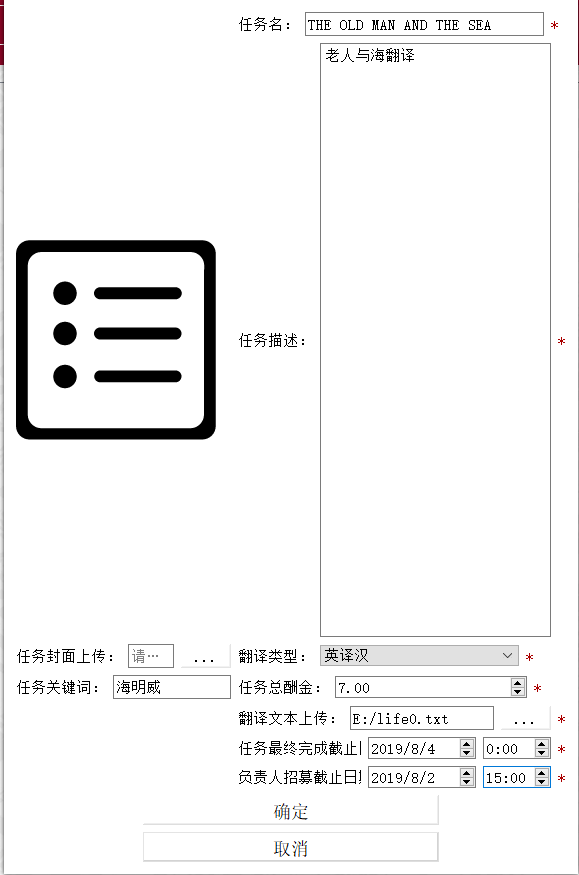 任务名： THE OLD MAN AND THE SEA *
老人与海翻译
任务描述： *
任务封面上传： 请… ... 翻译类型： 英译汉 *
任务关键词： 海明威 任务总酬金： 7.00 *
翻译文本上传： E:/life0.txt ... *
任务最终完成截止 2019/8/4 0:00 *
负责人招募截止日 2019/8/2 15:00 *
确定
取消